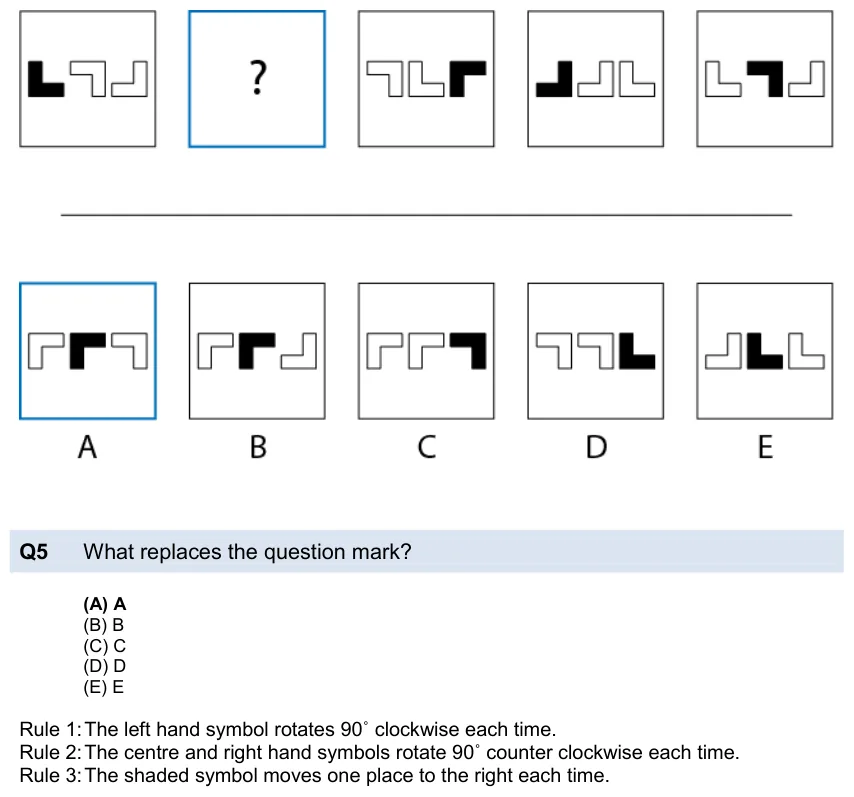 ?
A B C D E
Q5 What replaces the question mark?
(A) A
(B) B
(C) C
(D) D
(E) E
Rule 1: The left hand symbol rotates 90˚ clockwise each time.
Rule 2: The centre and right hand symbols rotate 90˚ counter clockwise each time.
Rule 3: The shaded symbol moves one place to the right each time.